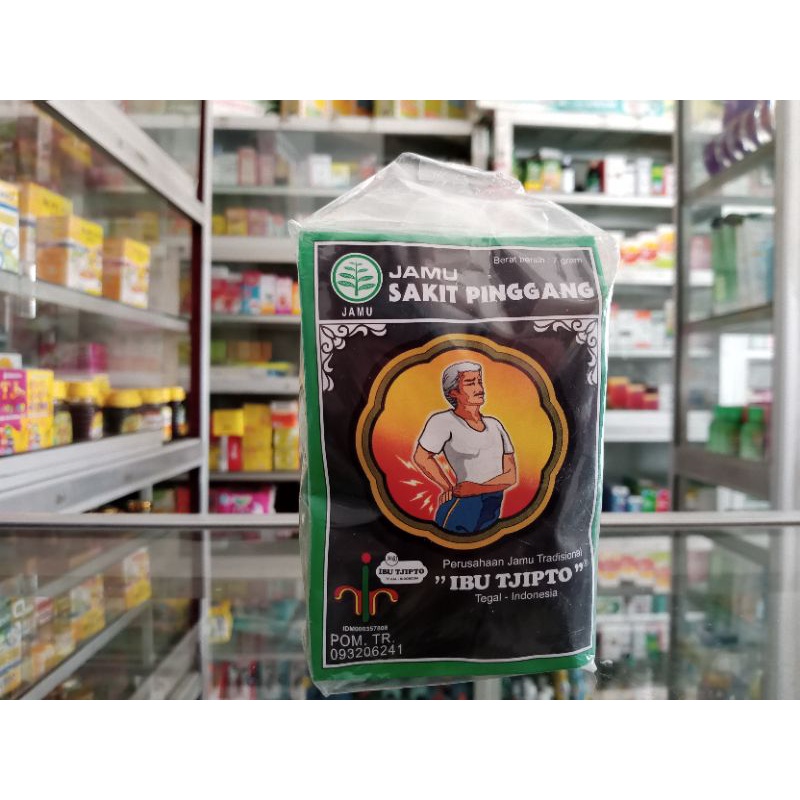 Berat bersih : 7 gram
JAMU
SAKIT PINGGANG
JAMU
Perusahaan Jamu Tradisional
" IBU TJIPTO "
Tegal - Indonesia
IBU TJIPTO
IDM000357808
POM. TR.
093206241